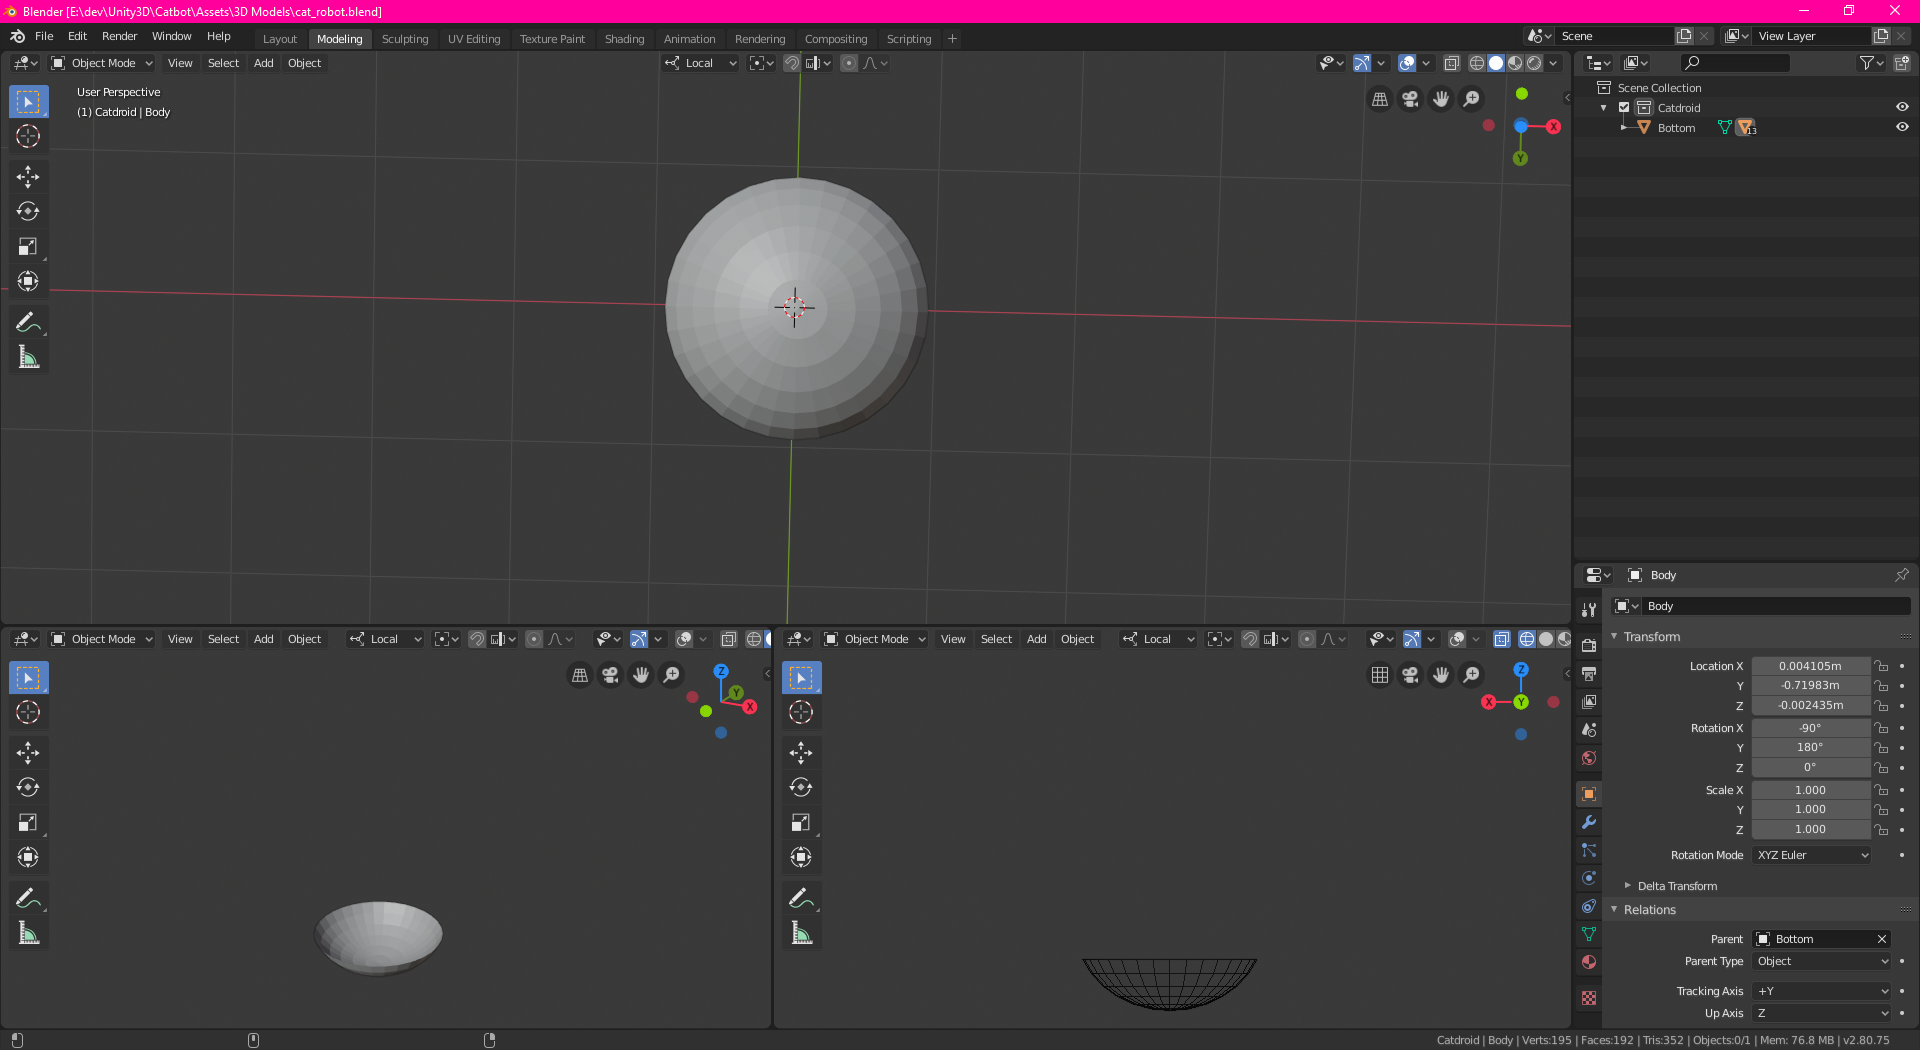 Blender [E:\dev\Unity3D\Catbot\Assets\3D Models\cat_robot.blend]
File Edit Render Window Help Layout Modeling Sculpting UV Editing Texture Paint Shading Animation Rendering Compositing Scripting + Scene View Layer
Object Mode View Select Add Object Local
User Perspective
(1) Catdroid | Body
X
Y
Scene Collection
Catdroid
Bottom 13
Body
Body
Transform
Location X 0.004105m
Y -0.71983m
Z -0.002435m
Rotation X -90°
Y 180°
Z 0°
Scale X 1.000
Y 1.000
Z 1.000
Rotation Mode XYZ Euler
Delta Transform
Relations
Parent Bottom
Parent Type Object
Tracking Axis +Y
Up Axis Z
Object Mode View Select Add Object Local
Z
Y
X
Object Mode View Select Add Object Local
Z
X Y
Catdroid | Body | Verts:195 | Faces:192 | Tris:352 | Objects:0/1 | Mem: 76.8 MB | v2.80.75